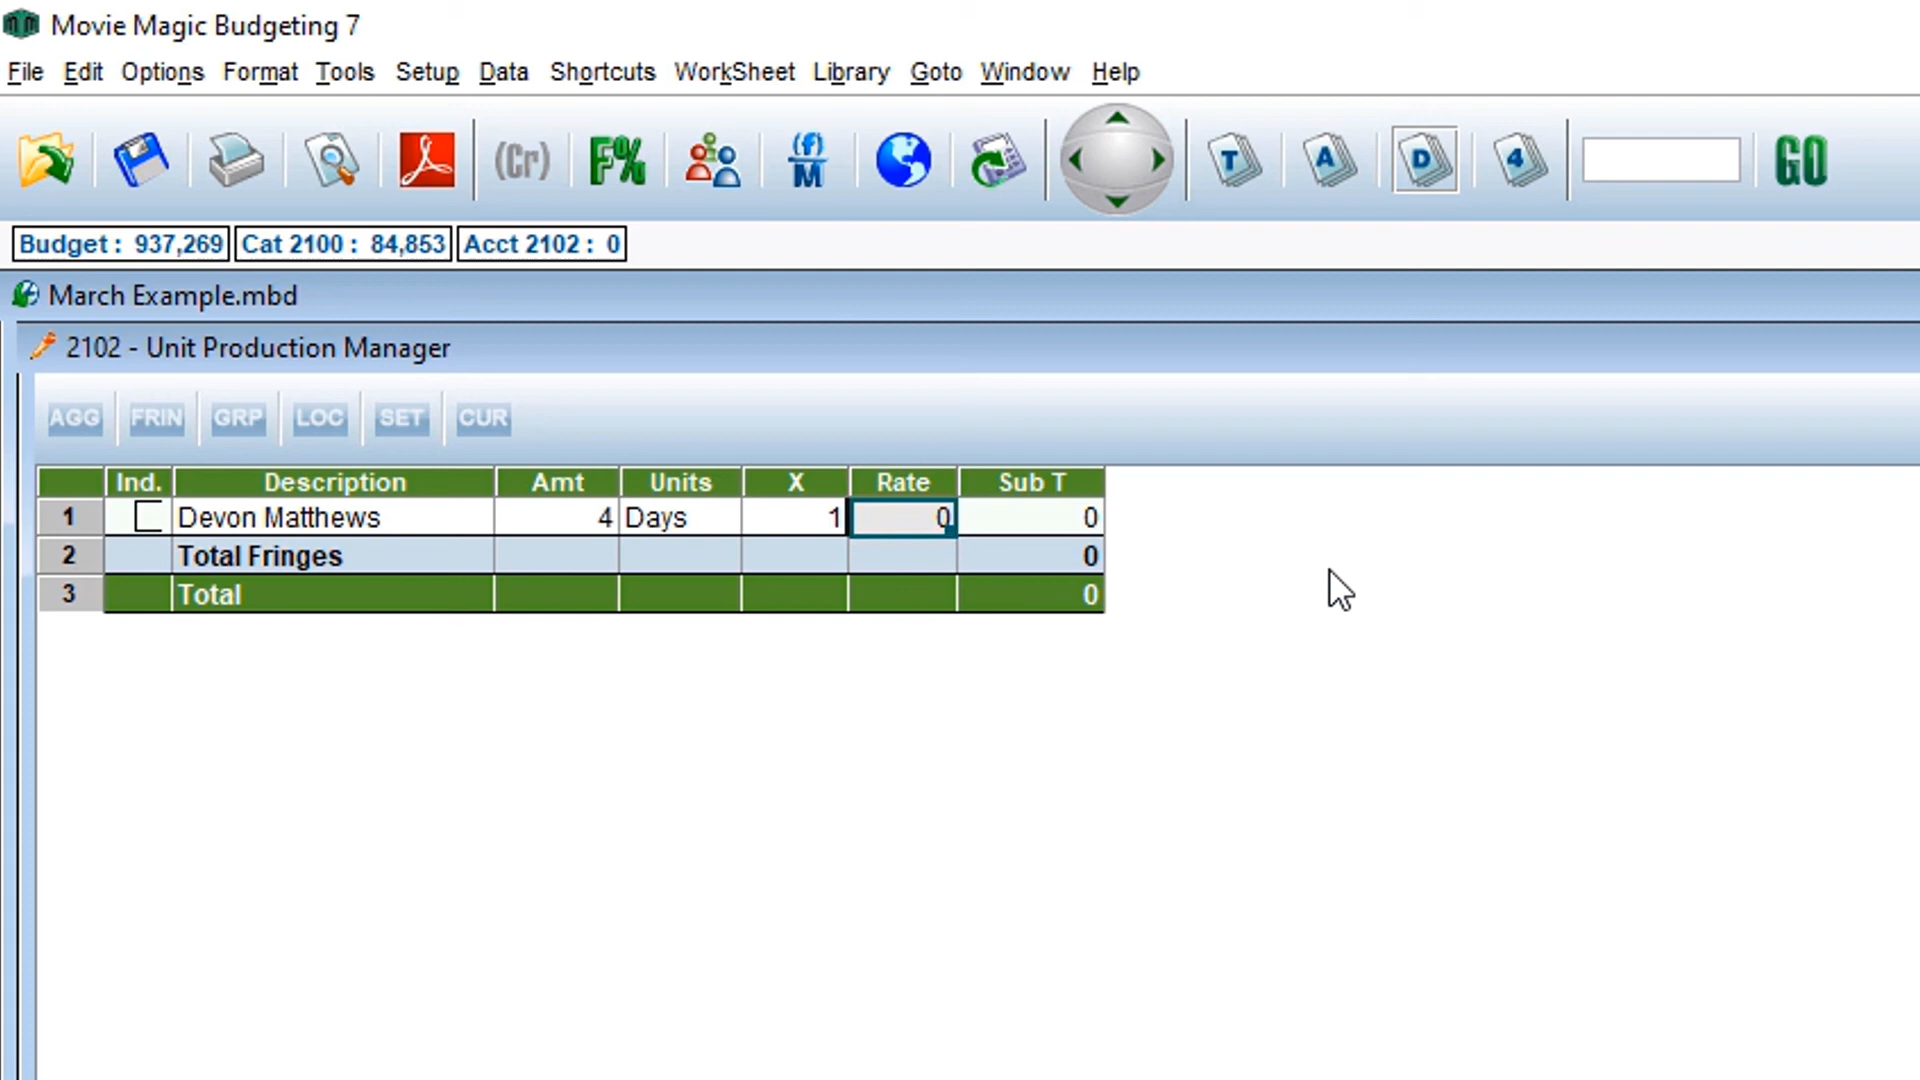 Movie Magic Budgeting 7
File Edit Options Format Tools Setup Data Shortcuts WorkSheet Library Goto Window Help
(Cr) F% (f) M T A D 4 GO
Budget : 937,269 Cat 2100 : 84,853 Acct 2102 : 0
March Example.mbd
2102 - Unit Production Manager
AGG FRIN GRP LOC SET CUR
Ind. Description Amt Units X Rate Sub T
1 Devon Matthews 4 Days 1 0 0
2 Total Fringes 0
3 Total 0